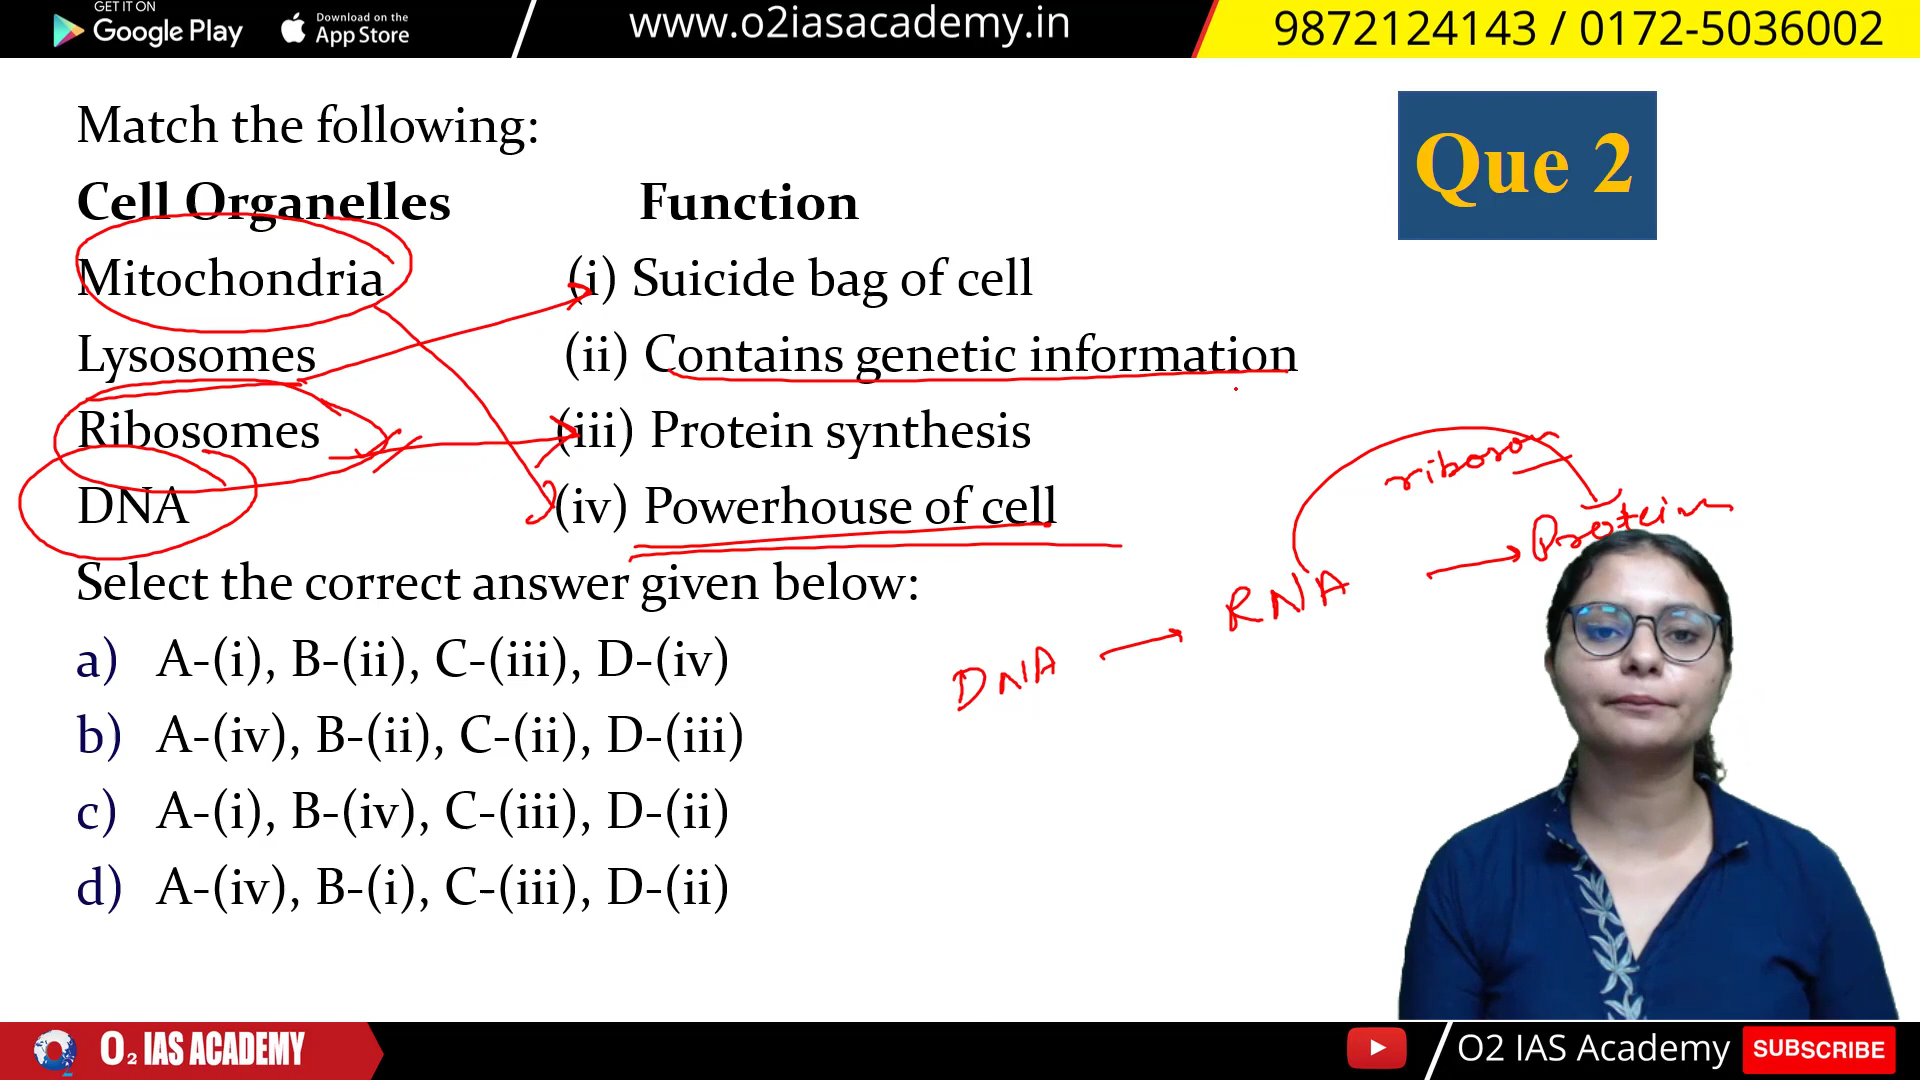 GET IT ON
Google Play
Download on the
App Store
www.o2iasacademy.in
9872124143 / 0172-5036002
Match the following:
Que 2
Cell Organelles Function
Mitochondria (i) Suicide bag of cell
Lysosomes (ii) Contains genetic information
Ribosomes (iii) Protein synthesis
DNA (iv) Powerhouse of cell
ribosom
Protein
RNA
DNA
Select the correct answer given below:
a) A-(i), B-(ii), C-(iii), D-(iv)
b) A-(iv), B-(ii), C-(ii), D-(iii)
c) A-(i), B-(iv), C-(iii), D-(ii)
d) A-(iv), B-(i), C-(iii), D-(ii)
O2 IAS ACADEMY
O2 IAS Academy
SUBSCRIBE